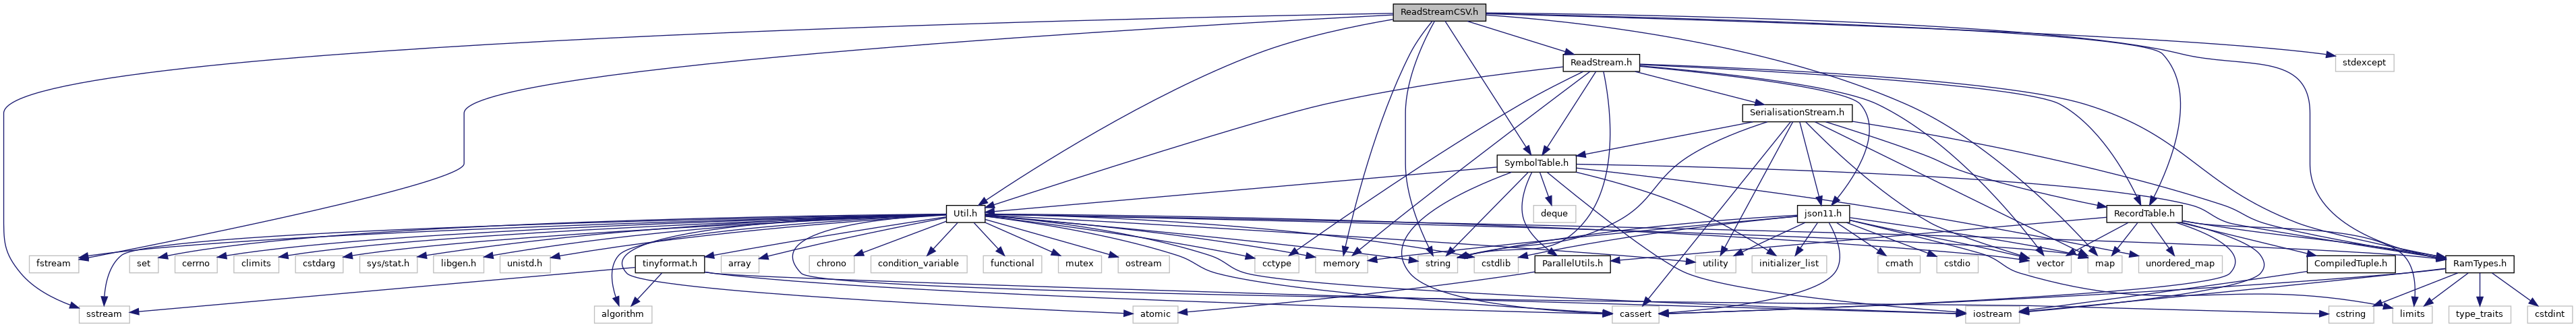 ReadStreamCSV.h
ReadStream.h
stdexcept
SerialisationStream.h
SymbolTable.h
Util.h
deque
json11.h
RecordTable.h
fstream
set
cerrno
climits
cstdarg
sys/stat.h
libgen.h
unistd.h
tinyformat.h
array
chrono
condition_variable
functional
mutex
ostream
cctype
memory
string
cstdlib
ParallelUtils.h
utility
initializer_list
cmath
cstdio
vector
map
unordered_map
CompiledTuple.h
RamTypes.h
sstream
algorithm
atomic
cassert
iostream
cstring
limits
type_traits
cstdint